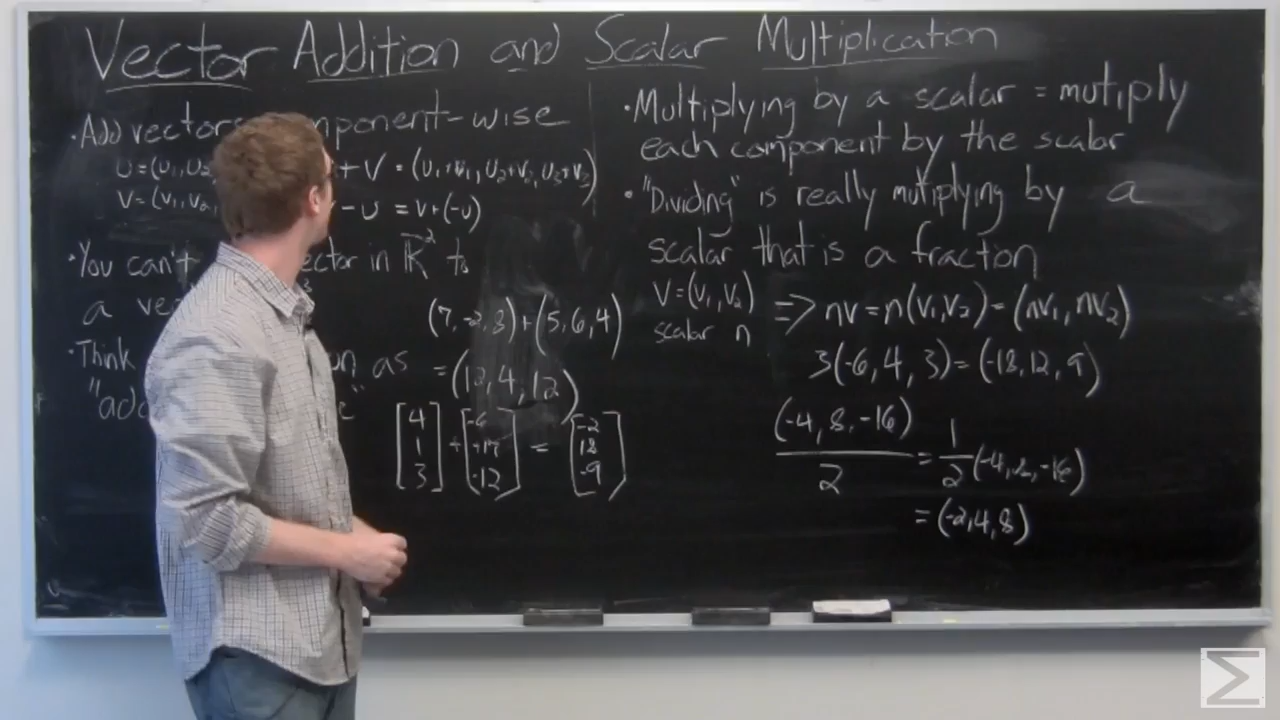 Vector Addition and Scalar Multiplication
· Add vectors component-wise
+ V = (U₁+V₁, U₂+V₂, U₃+V₃)
V = (V₁, V₂,
- U = V+(-U)
· You can't ector in ℝ² to
a ve
· Think on as
(7, -2, 8) + (5, 6, 4)
= (12, 4, 12)
[4 1 3] + [-6 +17 -12] = [-2 18 -9]
· Multiplying by a scalar = mutiply
each component by the scalar
· "Dividing" is really multiplying by a
scalar that is a fracton
V = (V₁, V₂)
scalar n
=> nv = n(V₁, V₂) = (nv₁, nv₂)
3(-6, 4, 3) = (-18, 12, 9)
(-4, 8, -16)/2 = 1/2 (-4, 8, -16)
= (-2, 4, 8)
Σ